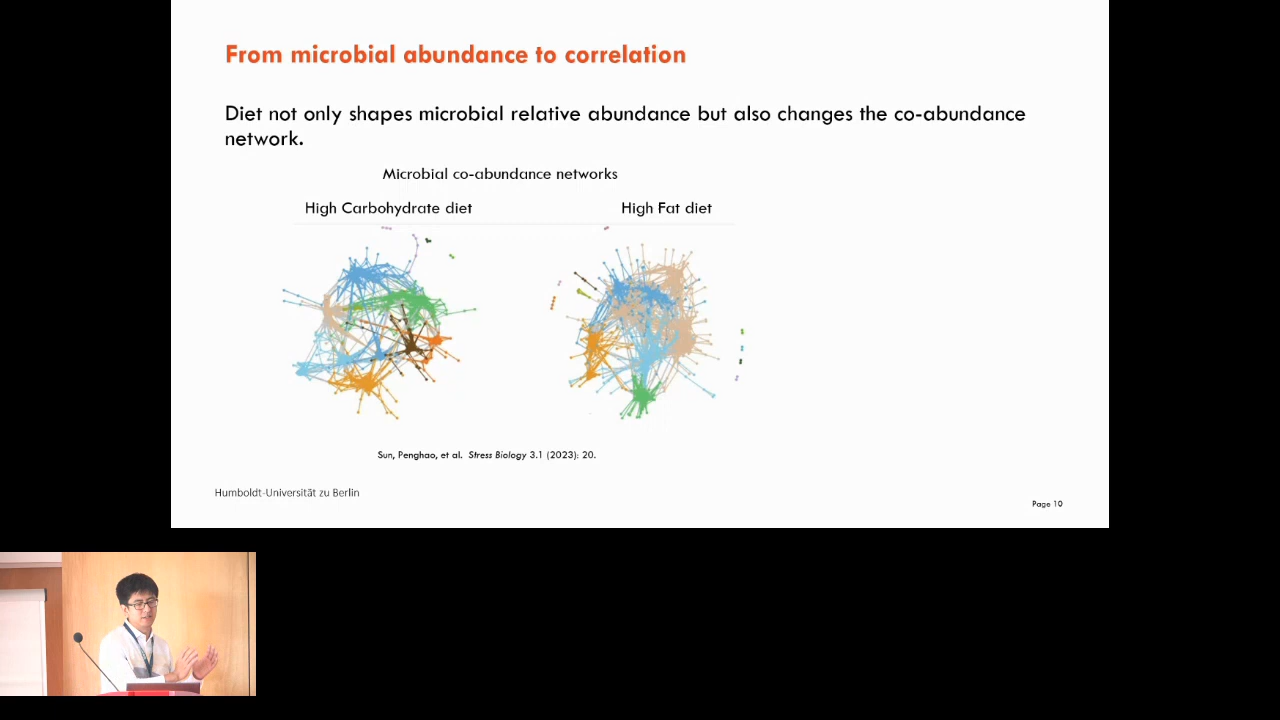 From microbial abundance to correlation
Diet not only shapes microbial relative abundance but also changes the co-abundance
network.
Microbial co-abundance networks
High Carbohydrate diet
High Fat diet
Sun, Penghao, et al. Stress Biology 3.1 (2023): 20.
Humboldt-Universität zu Berlin
Page 10